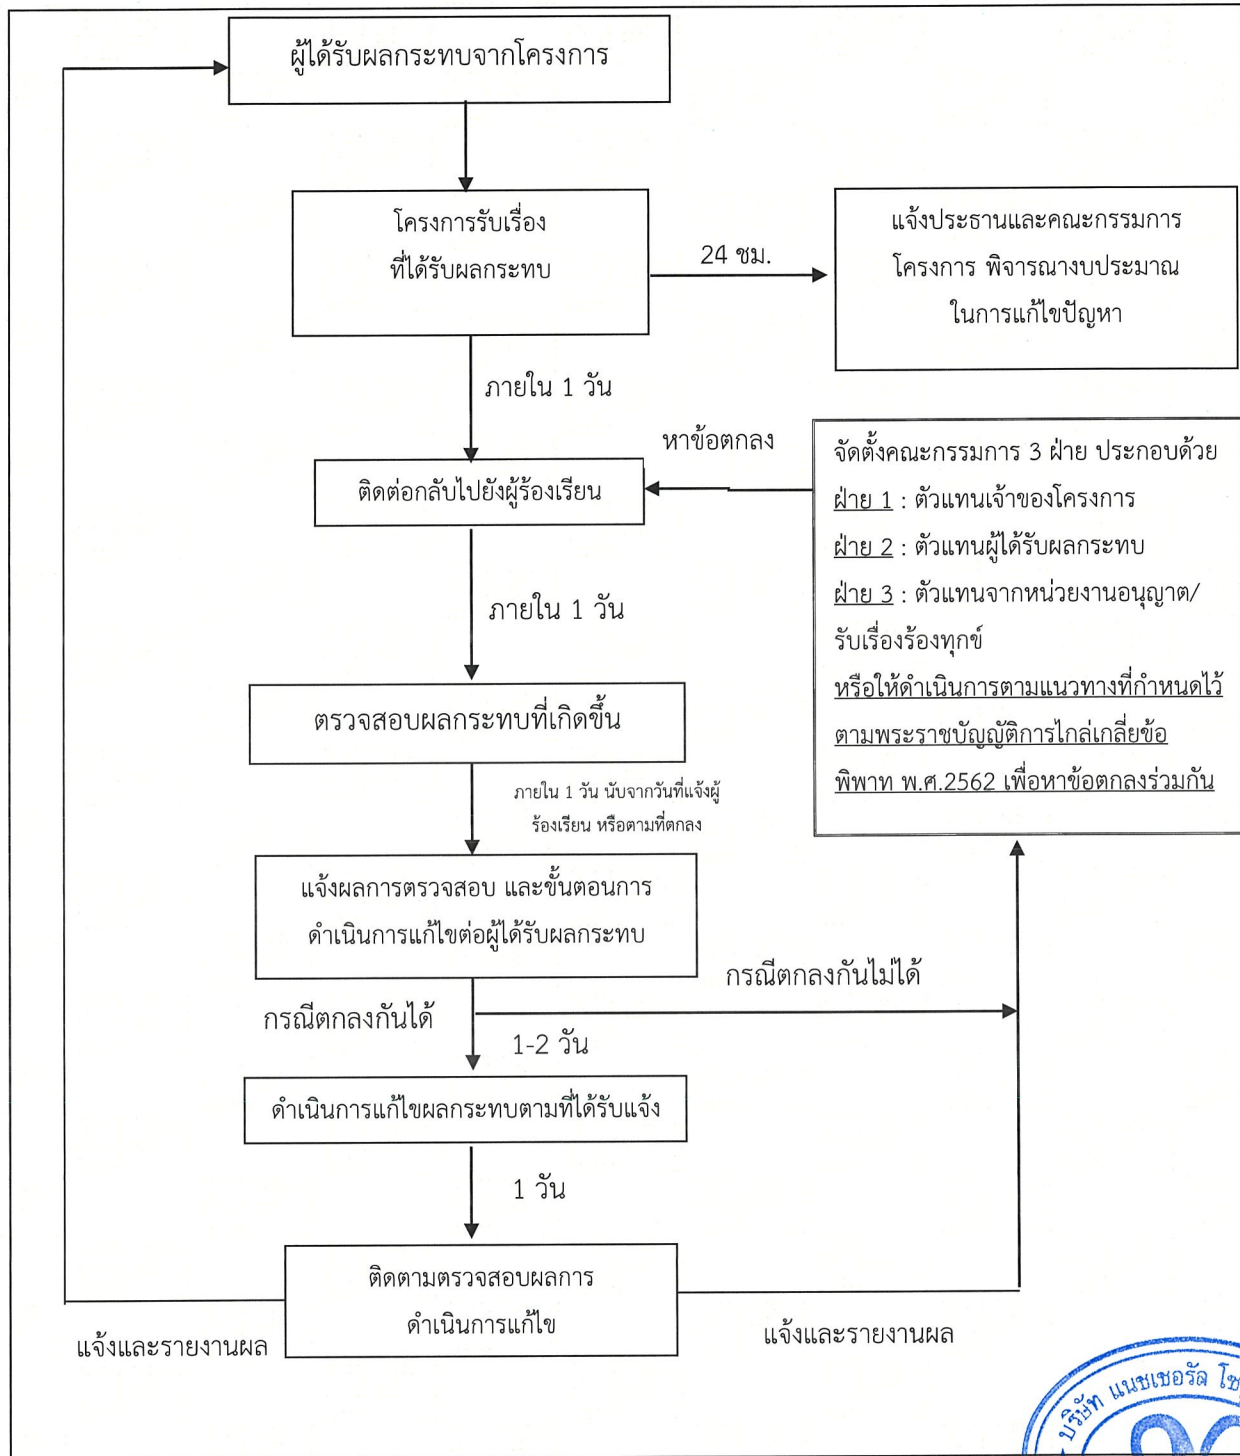 ผู้ได้รับผลกระทบจากโครงการ
โครงการรับเรื่อง
ที่ได้รับผลกระทบ
24 ชม.
แจ้งประธานและคณะกรรมการ
โครงการ พิจารณางบประมาณ
ในการแก้ไขปัญหา
ภายใน 1 วัน
หาข้อตกลง
ติดต่อกลับไปยังผู้ร้องเรียน
จัดตั้งคณะกรรมการ 3 ฝ่าย ประกอบด้วย
ฝ่าย 1 : ตัวแทนเจ้าของโครงการ
ฝ่าย 2 : ตัวแทนผู้ได้รับผลกระทบ
ฝ่าย 3 : ตัวแทนจากหน่วยงานอนุญาต/
รับเรื่องร้องทุกข์
หรือให้ดำเนินการตามแนวทางที่กำหนดไว้
ตามพระราชบัญญัติการไกล่เกลี่ยข้อ
พิพาท พ.ศ.2562 เพื่อหาข้อตกลงร่วมกัน
ภายใน 1 วัน
ตรวจสอบผลกระทบที่เกิดขึ้น
ภายใน 1 วัน นับจากวันที่แจ้งผู้
ร้องเรียน หรือตามที่ตกลง
แจ้งผลการตรวจสอบ และขั้นตอนการ
ดำเนินการแก้ไขต่อผู้ได้รับผลกระทบ
กรณีตกลงกันไม่ได้
กรณีตกลงกันได้
1-2 วัน
ดำเนินการแก้ไขผลกระทบตามที่ได้รับแจ้ง
1 วัน
ติดตามตรวจสอบผลการ
ดำเนินการแก้ไข
แจ้งและรายงานผล
แจ้งและรายงานผล
บริษัท แนชเชอรัล